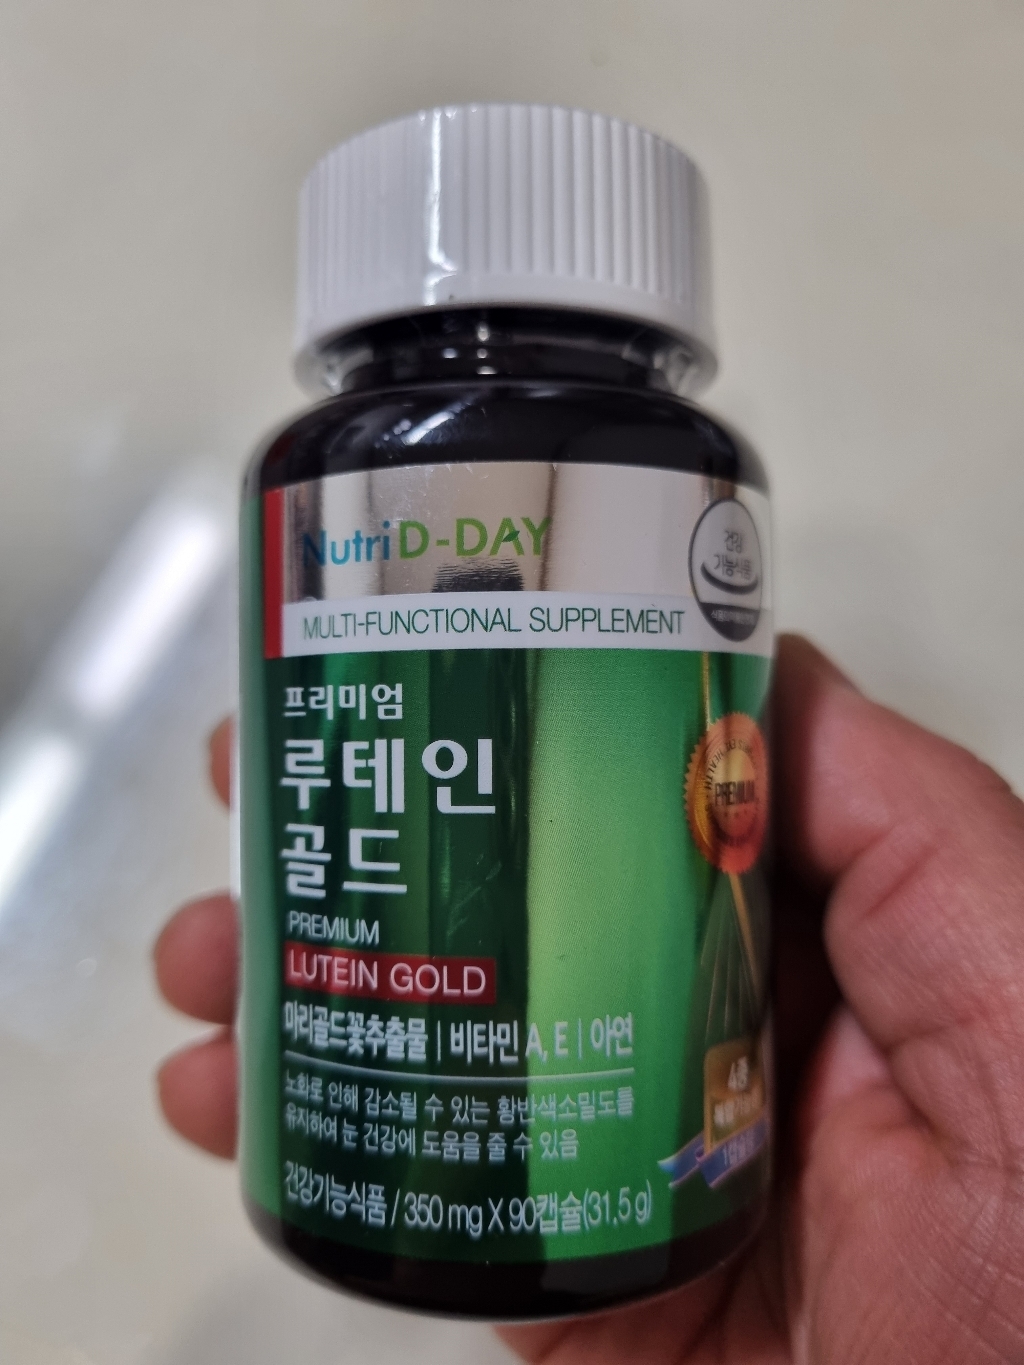 Nutri D-DAY
건강
기능식품
MULTI-FUNCTIONAL SUPPLEMENT
프리미엄
루테인
골드
PREMIUM
PREMIUM
LUTEIN GOLD
마리골드꽃추출물 | 비타민 A, E | 아연
노화로 인해 감소될 수 있는 황반색소밀도를
유지하여 눈 건강에 도움을 줄 수 있음
4종
건강기능식품 / 350 mg X 90캡슐(31.5 g)